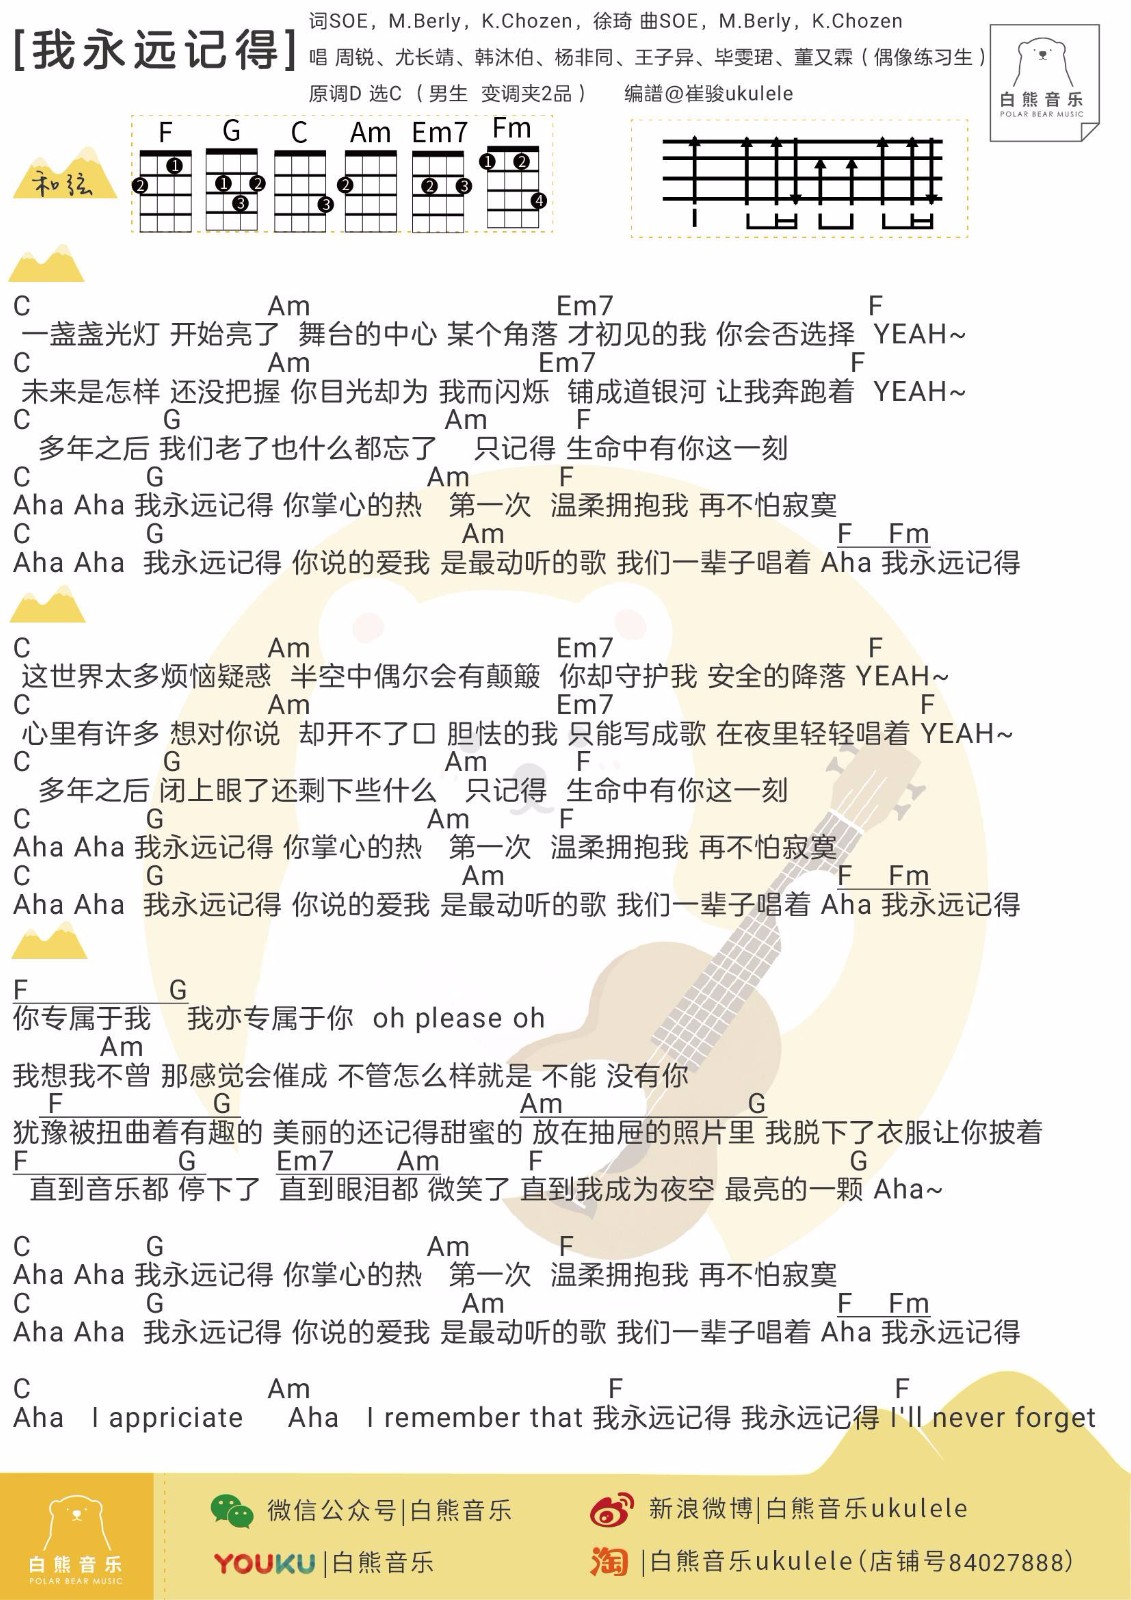 [我永远记得]
词SOE，M.Berly，K.Chozen，徐琦 曲SOE，M.Berly，K.Chozen
唱 周锐、尤长靖、韩沐伯、杨非同、王子异、毕雯珺、董又霖（偶像练习生）
原调D 选C （男生 变调夹2品） 编譜@崔骏ukulele
白熊音乐
POLAR BEAR MUSIC
和弦
F G C Am Em7 Fm
1 2 1 2 3 3 2 2 3 1 2 4
C Am Em7 F
一盏盏光灯 开始亮了 舞台的中心 某个角落 才初见的我 你会否选择 YEAH~
C Am Em7 F
未来是怎样 还没把握 你目光却为 我而闪烁 铺成道银河 让我奔跑着 YEAH~
C G Am F
多年之后 我们老了也什么都忘了 只记得 生命中有你这一刻
C G Am F
Aha Aha 我永远记得 你掌心的热 第一次 温柔拥抱我 再不怕寂寞
C G Am F Fm
Aha Aha 我永远记得 你说的爱我 是最动听的歌 我们一辈子唱着 Aha 我永远记得
C Am Em7 F
这世界太多烦恼疑惑 半空中偶尔会有颠簸 你却守护我 安全的降落 YEAH~
C Am Em7 F
心里有许多 想对你说 却开不了口 胆怯的我 只能写成歌 在夜里轻轻唱着 YEAH~
C G Am F
多年之后 闭上眼了还剩下些什么 只记得 生命中有你这一刻
C G Am F
Aha Aha 我永远记得 你掌心的热 第一次 温柔拥抱我 再不怕寂寞
C G Am F Fm
Aha Aha 我永远记得 你说的爱我 是最动听的歌 我们一辈子唱着 Aha 我永远记得
F G
你专属于我 我亦专属于你 oh please oh
Am
我想我不曾 那感觉会催成 不管怎么样就是 不能 没有你
F G Am G
犹豫被扭曲着有趣的 美丽的还记得甜蜜的 放在抽屉的照片里 我脱下了衣服让你披着
F G Em7 Am F G
直到音乐都 停下了 直到眼泪都 微笑了 直到我成为夜空 最亮的一颗 Aha~
C G Am F
Aha Aha 我永远记得 你掌心的热 第一次 温柔拥抱我 再不怕寂寞
C G Am F Fm
Aha Aha 我永远记得 你说的爱我 是最动听的歌 我们一辈子唱着 Aha 我永远记得
C Am F F
Aha I appriciate Aha I remember that 我永远记得 我永远记得 I'll never forget
白熊音乐
POLAR BEAR MUSIC
微信公众号|白熊音乐
新浪微博|白熊音乐ukulele
YOUKU|白熊音乐
淘 |白熊音乐ukulele(店铺号84027888)